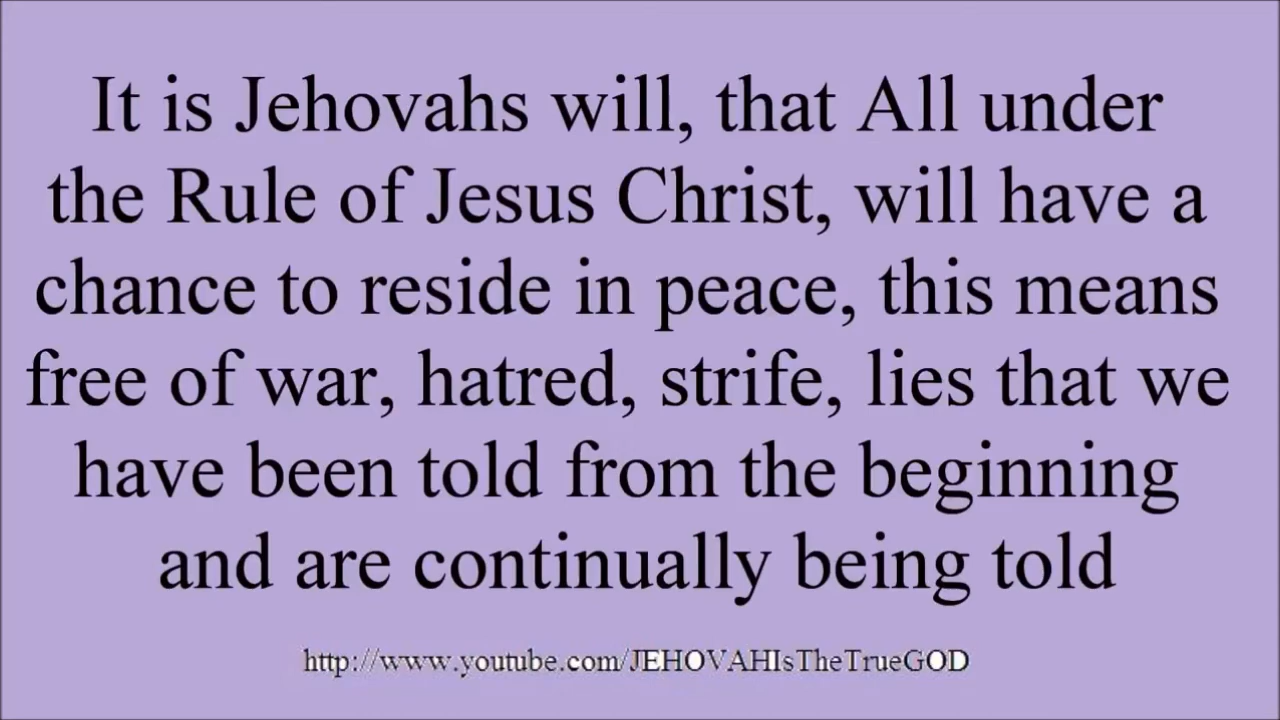 It is Jehovahs will, that All under
the Rule of Jesus Christ, will have a
chance to reside in peace, this means
free of war, hatred, strife, lies that we
have been told from the beginning
and are continually being told
http://www.youtube.com/JEHOVAHIsTheTrueGOD